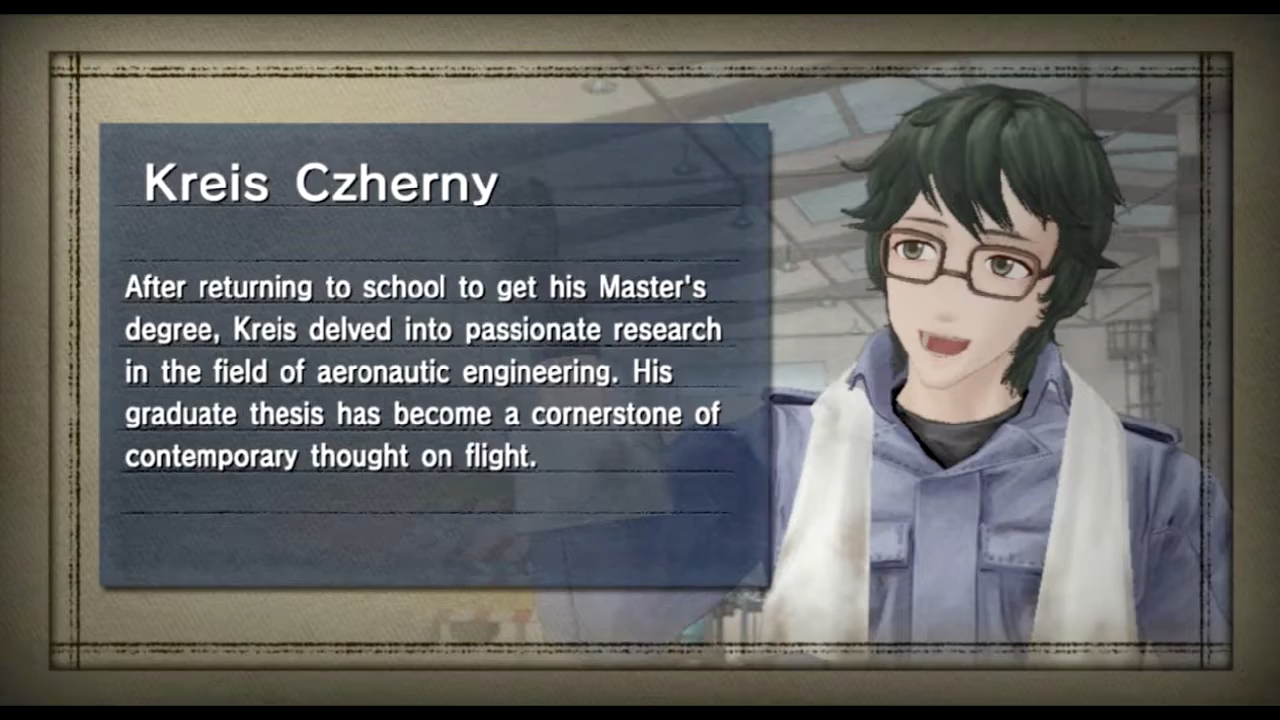 Kreis Czherny
After returning to school to get his Master's
degree, Kreis delved into passionate research
in the field of aeronautic engineering. His
graduate thesis has become a cornerstone of
contemporary thought on flight.